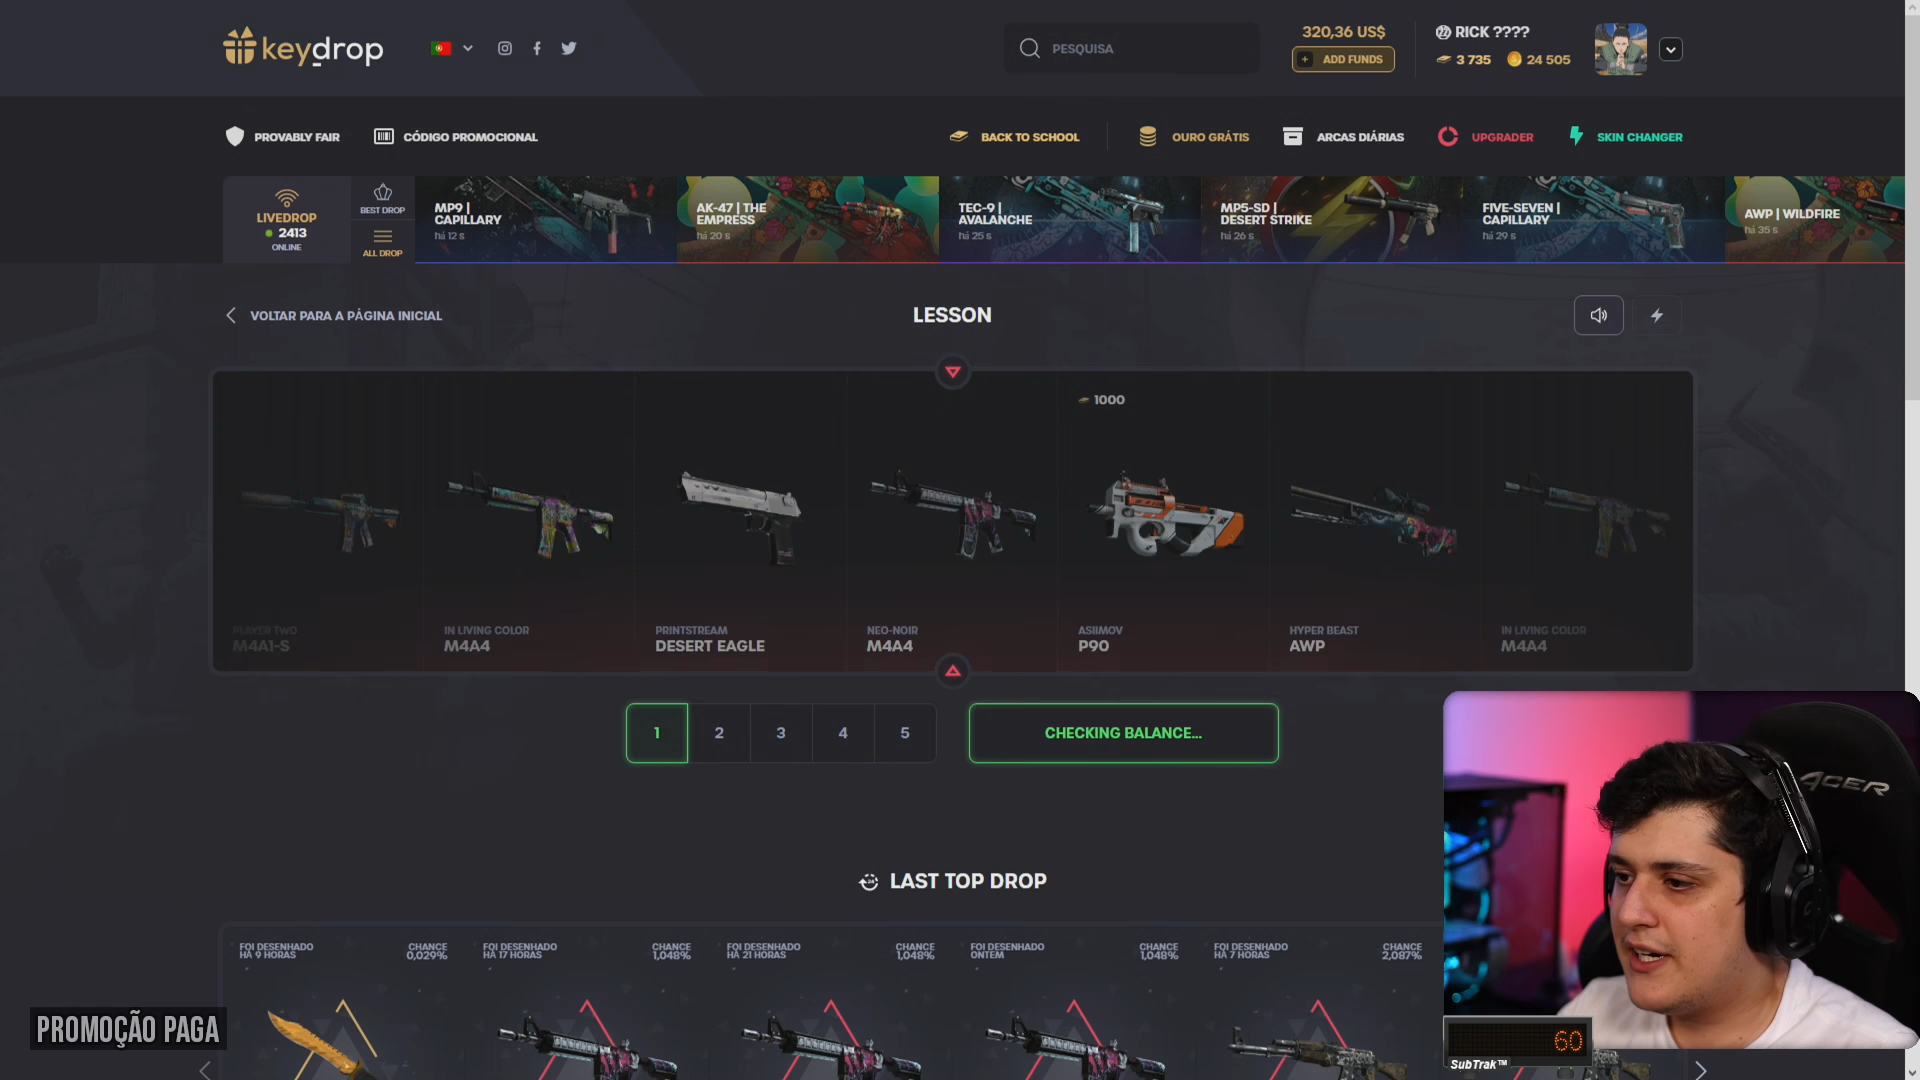 keydrop
PESQUISA
320,36 US$
+ ADD FUNDS
RICK ????
3 735
24 505
PROVABLY FAIR
CÓDIGO PROMOCIONAL
BACK TO SCHOOL
OURO GRÁTIS
ARCAS DIÁRIAS
UPGRADER
SKIN CHANGER
LIVEDROP
2413
ONLINE
BEST DROP
ALL DROP
MP9 |
CAPILLARY
há 12 s
AK-47 | THE
EMPRESS
há 20 s
TEC-9 |
AVALANCHE
há 25 s
MP5-SD |
DESERT STRIKE
há 26 s
FIVE-SEVEN |
CAPILLARY
há 29 s
AWP | WILDFIRE
há 35 s
VOLTAR PARA A PÁGINA INICIAL
LESSON
1000
PLAYER TWO
M4A1-S
IN LIVING COLOR
M4A4
PRINTSTREAM
DESERT EAGLE
NEO-NOIR
M4A4
ASIIMOV
P90
HYPER BEAST
AWP
IN LIVING COLOR
M4A4
1
2
3
4
5
CHECKING BALANCE...
ACER
LAST TOP DROP
FOI DESENHADO
HÁ 9 HORAS
CHANCE
0,029%
FOI DESENHADO
HÁ 17 HORAS
CHANCE
1,048%
FOI DESENHADO
HÁ 21 HORAS
CHANCE
1,048%
FOI DESENHADO
ONTEM
CHANCE
1,048%
FOI DESENHADO
HÁ 7 HORAS
CHANCE
2,087%
PROMOÇÃO PAGA
60
SubTrak™